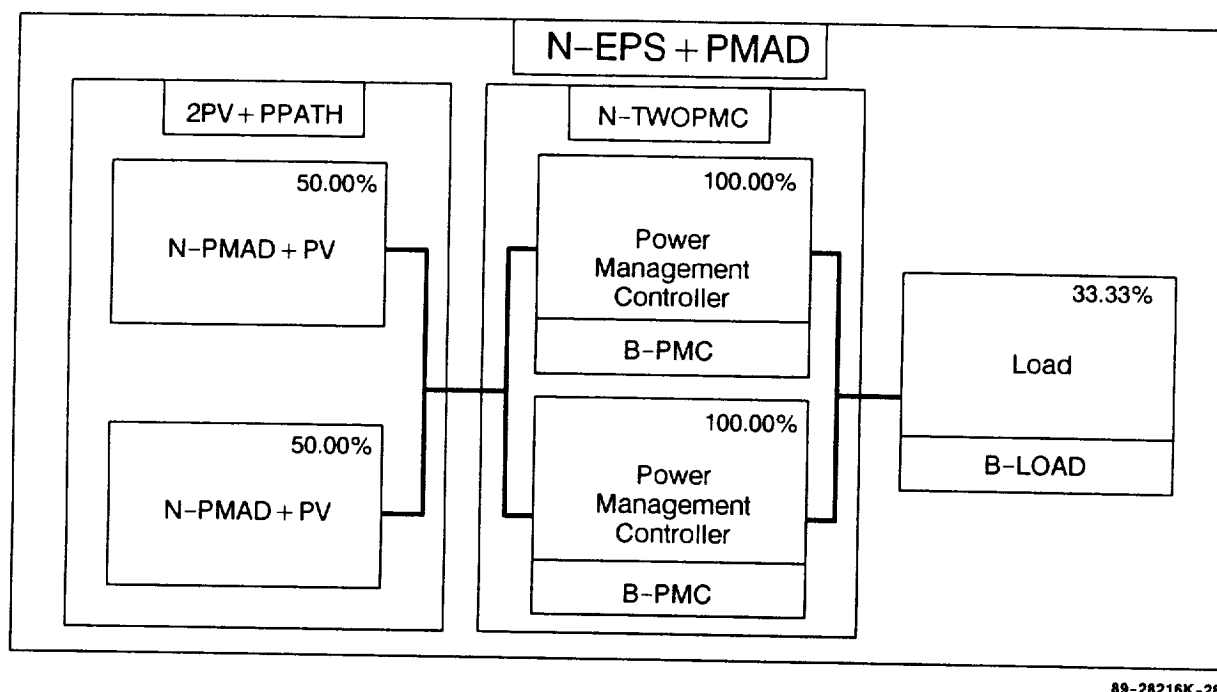 N-EPS + PMAD
2PV + PPATH
50.00%
N-PMAD + PV
50.00%
N-PMAD + PV
N-TWOPMC
100.00%
Power
Management
Controller
B-PMC
100.00%
Power
Management
Controller
B-PMC
33.33%
Load
B-LOAD